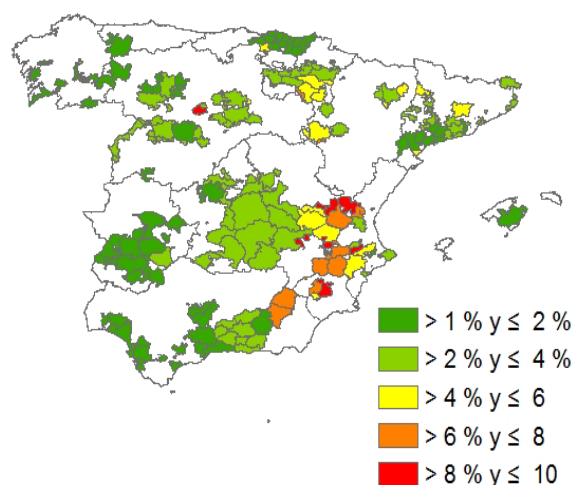 > 1 % y ≤ 2 %
> 2 % y ≤ 4 %
> 4 % y ≤ 6
> 6 % y ≤ 8
> 8 % y ≤ 10